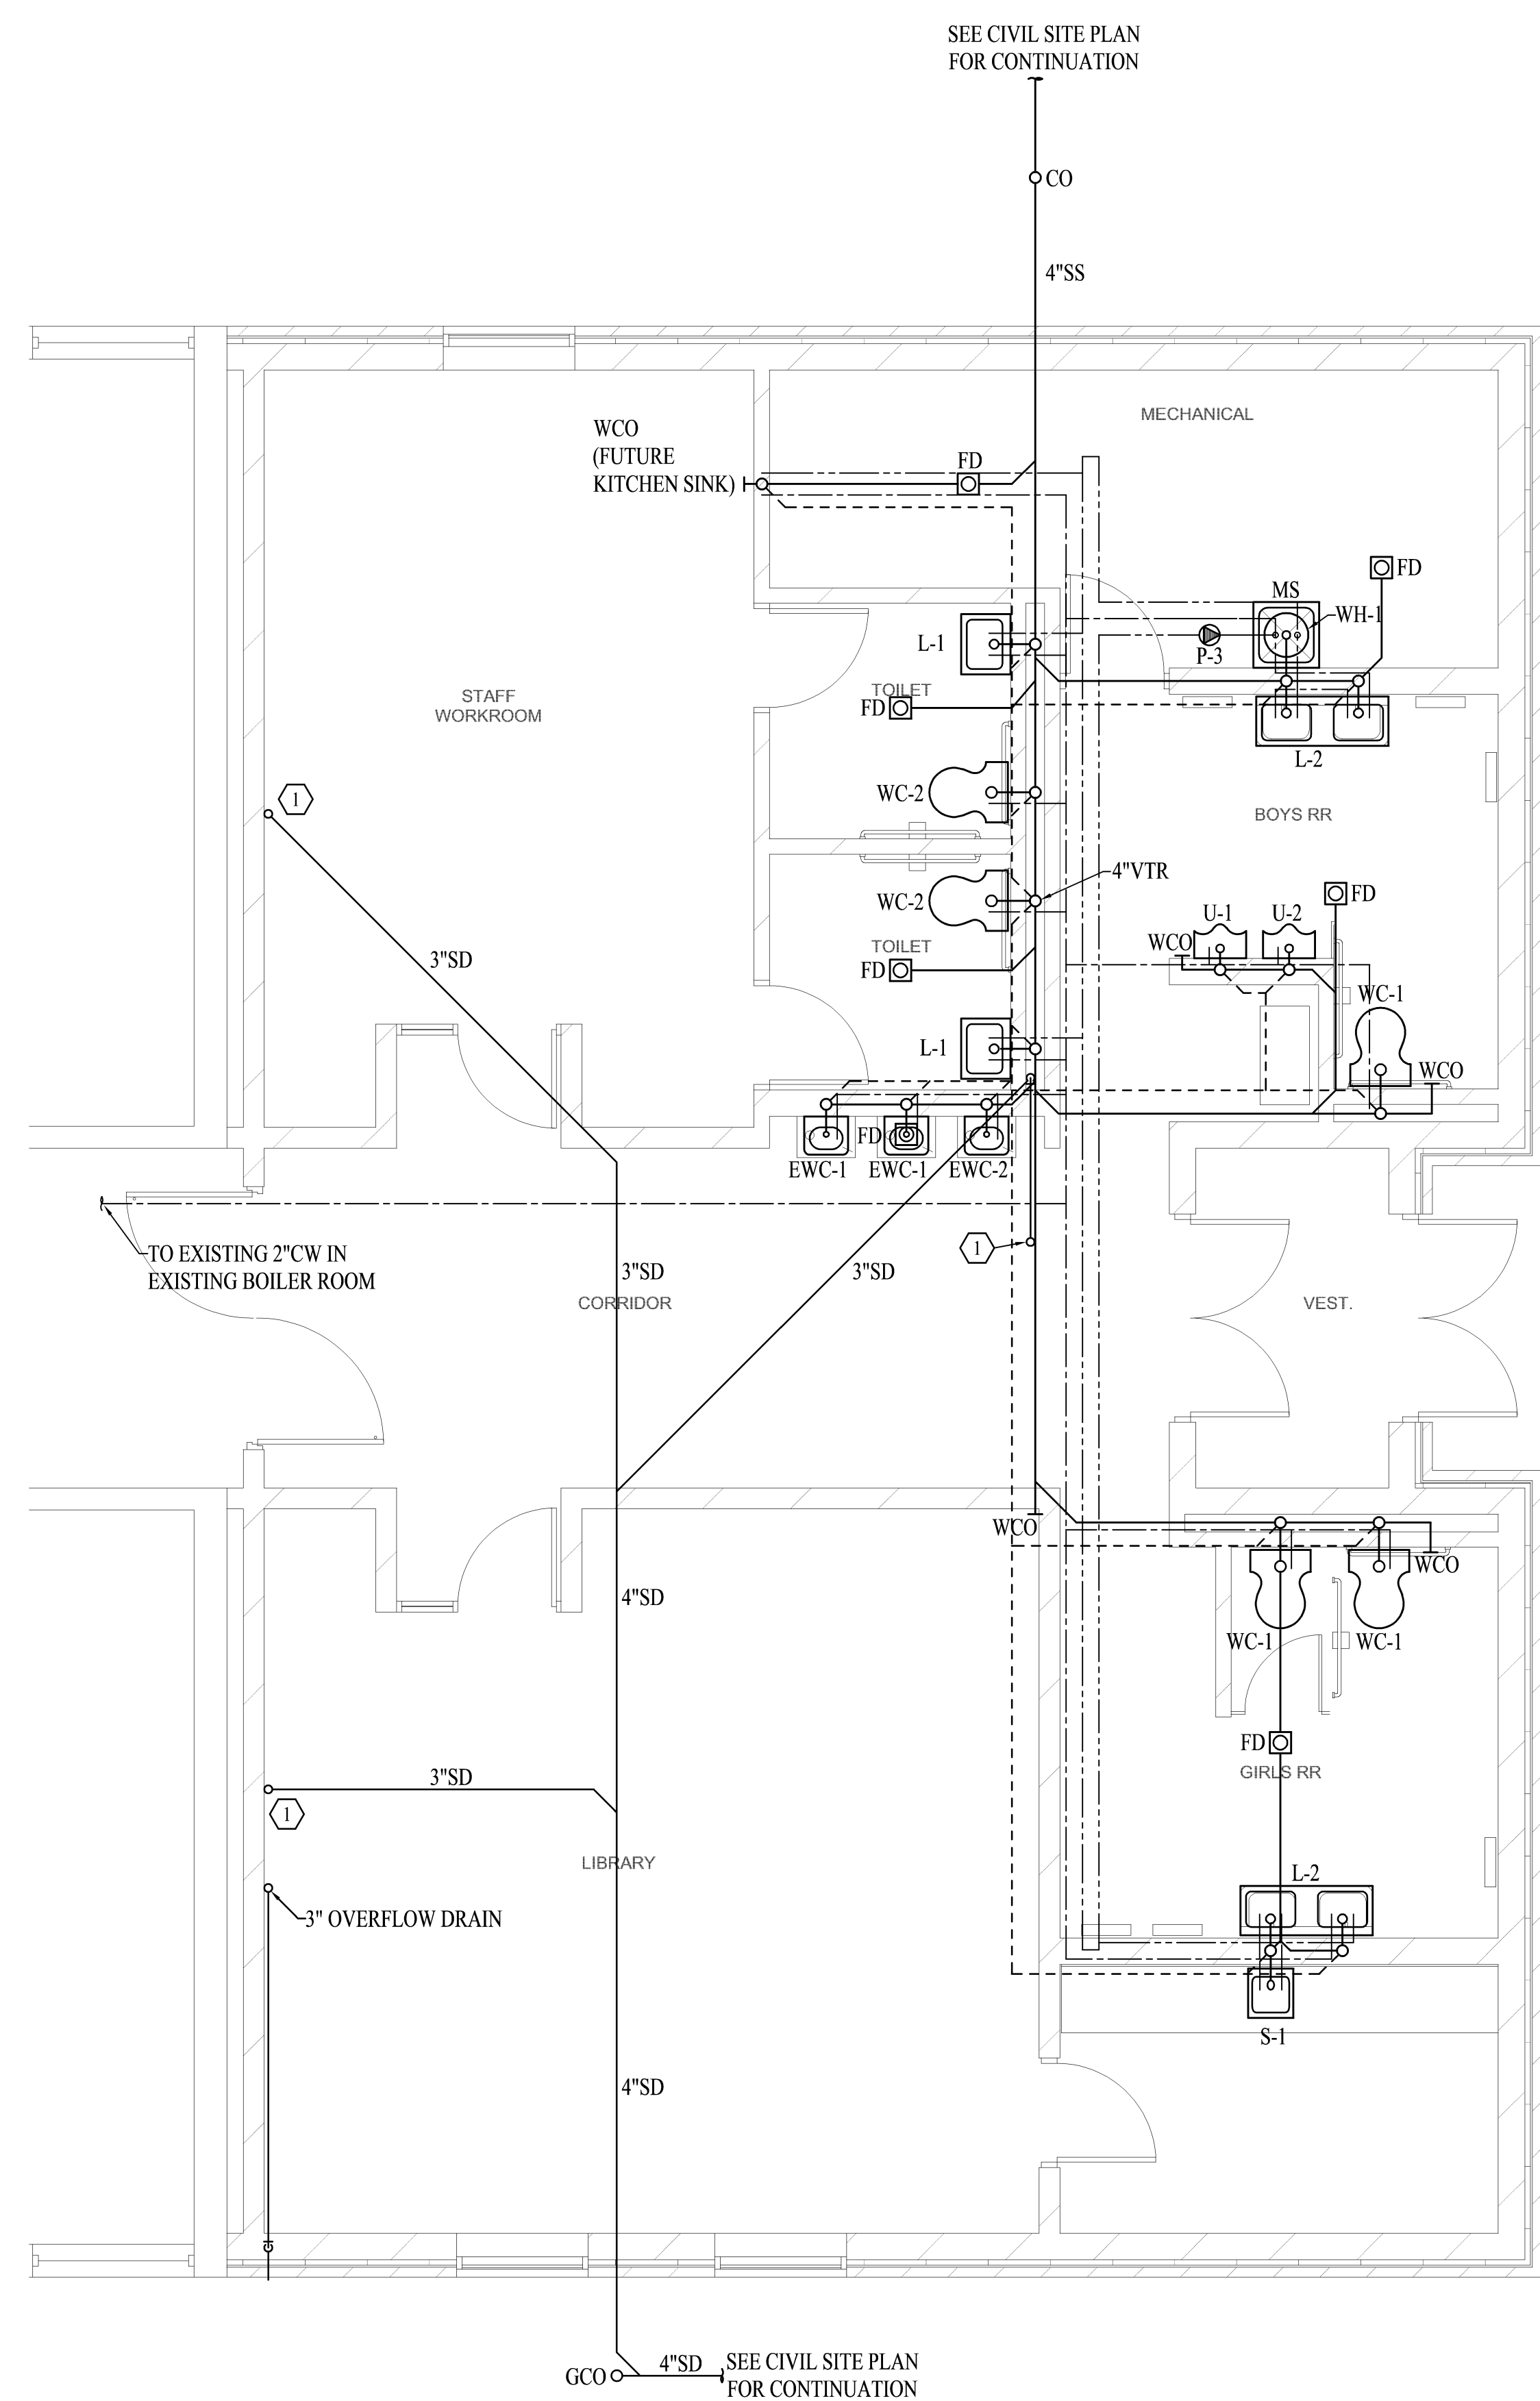 SEE CIVIL SITE PLAN
FOR CONTINUATION
CO
4"SS
MECHANICAL
WCO
(FUTURE
KITCHEN SINK)
FD
FD
MS
WH-1
P-3
L-1
TOILET
FD
STAFF
WORKROOM
L-2
1
WC-2
BOYS RR
4"VTR
WC-2
FD
U-1
U-2
WCO
TOILET
FD
3"SD
WC-1
L-1
WCO
FD
EWC-1
EWC-1
EWC-2
TO EXISTING 2"CW IN
EXISTING BOILER ROOM
1
3"SD
3"SD
CORRIDOR
VEST.
WCO
WCO
4"SD
WC-1
WC-1
FD
GIRLS RR
3"SD
1
LIBRARY
L-2
3" OVERFLOW DRAIN
S-1
4"SD
GCO
4"SD
SEE CIVIL SITE PLAN
FOR CONTINUATION